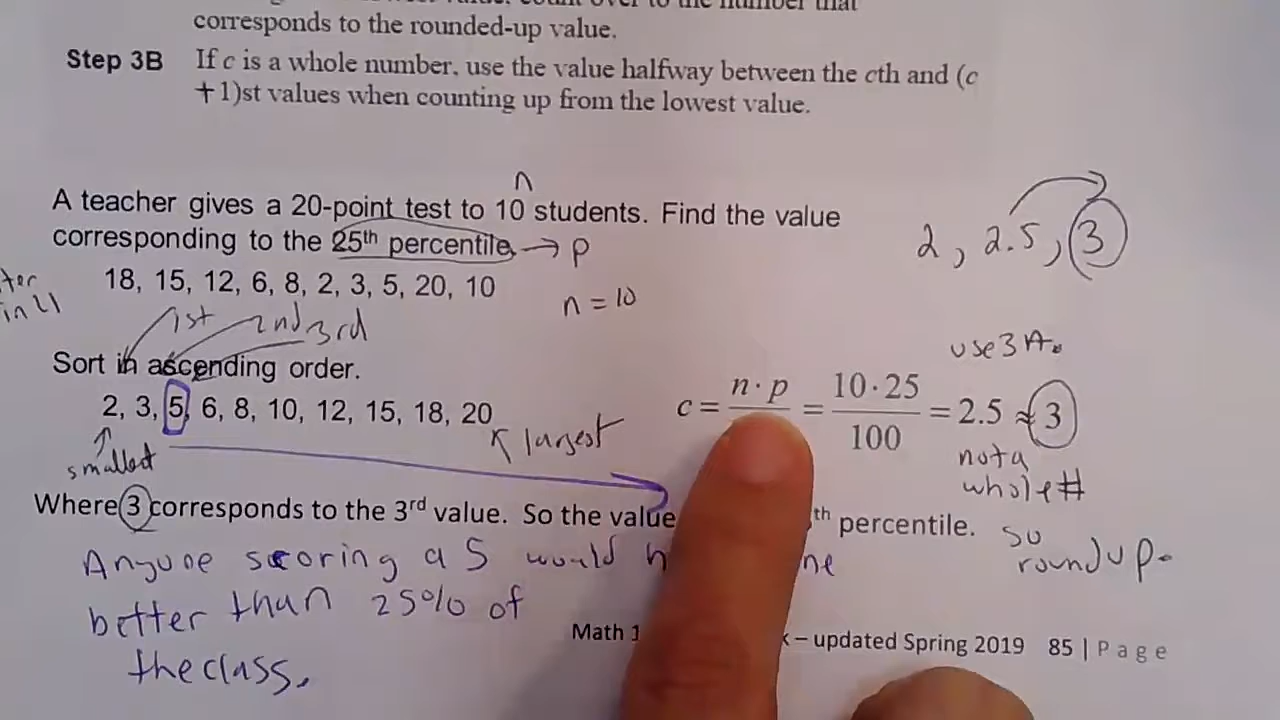 number that
corresponds to the rounded-up value.
Step 3B If c is a whole number, use the value halfway between the cth and (c
+1)st values when counting up from the lowest value.
n
A teacher gives a 20-point test to 10 students. Find the value
corresponding to the 25th percentile. → p
2, 2.5, 3
18, 15, 12, 6, 8, 2, 3, 5, 20, 10
n = 10
1st 2nd 3rd
Sort in ascending order.
use 3A.
2, 3, 5, 6, 8, 10, 12, 15, 18, 20
c = n · p = 10 · 25 / 100 = 2.5 ≈ 3
smallest
largest
not a
whole #
so
round up.
Where 3 corresponds to the 3rd value. So the value th percentile.
Anyone scoring a 5 would
better than 25% of
the class.
Math 1 – updated Spring 2019 85 | Page